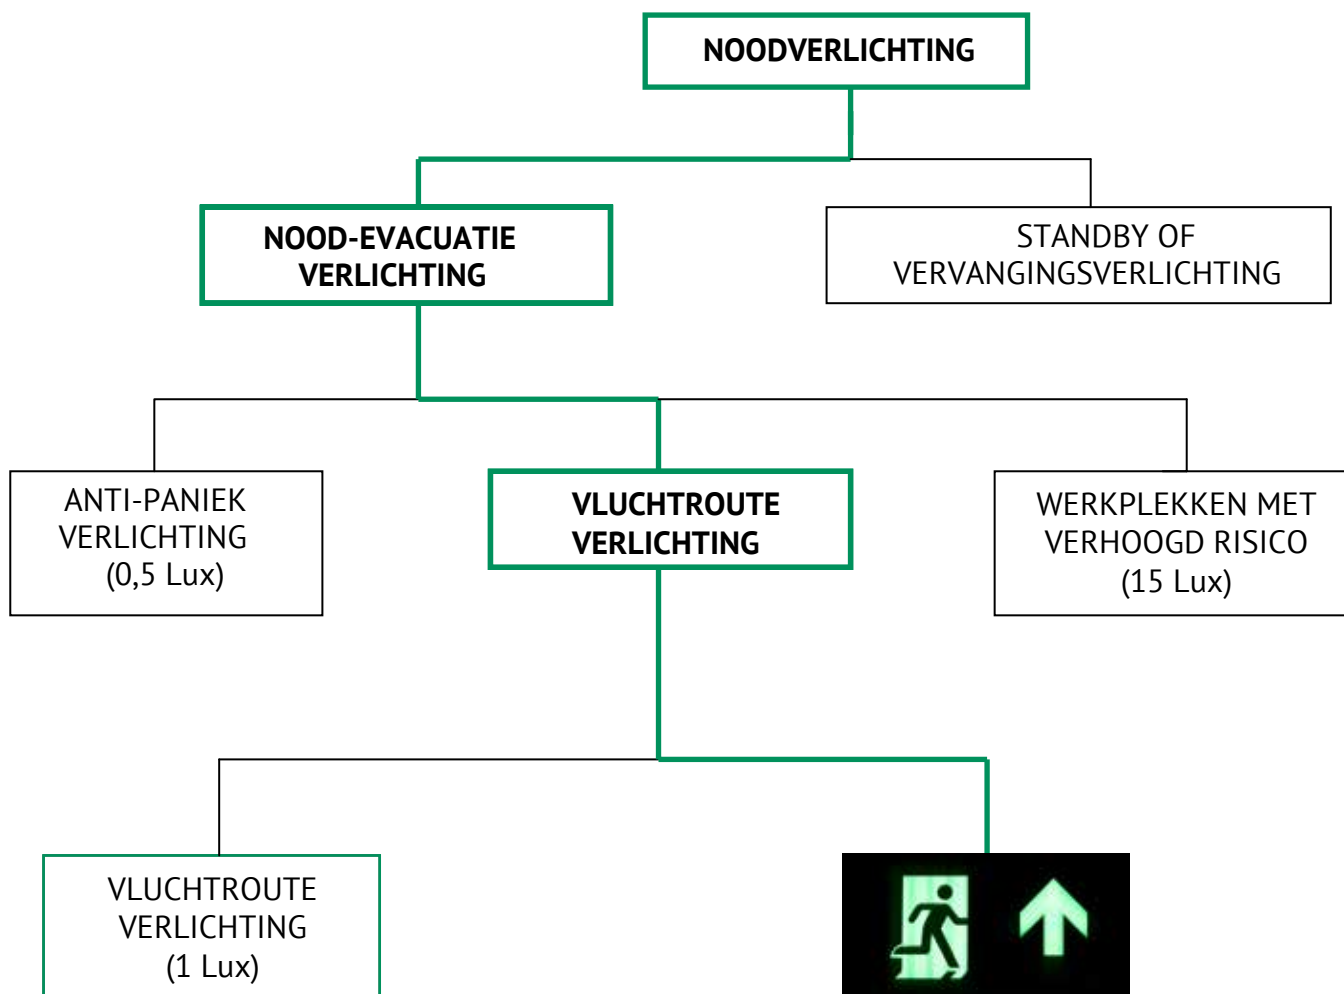 NOODVERLICHTING
NOOD-EVACUATIE
VERLICHTING
STANDBY OF
VERVANGINGSVERLICHTING
ANTI-PANIEK
VERLICHTING
(0,5 Lux)
VLUCHTROUTE
VERLICHTING
WERKPLEKKEN MET
VERHOOGD RISICO
(15 Lux)
VLUCHTROUTE
VERLICHTING
(1 Lux)